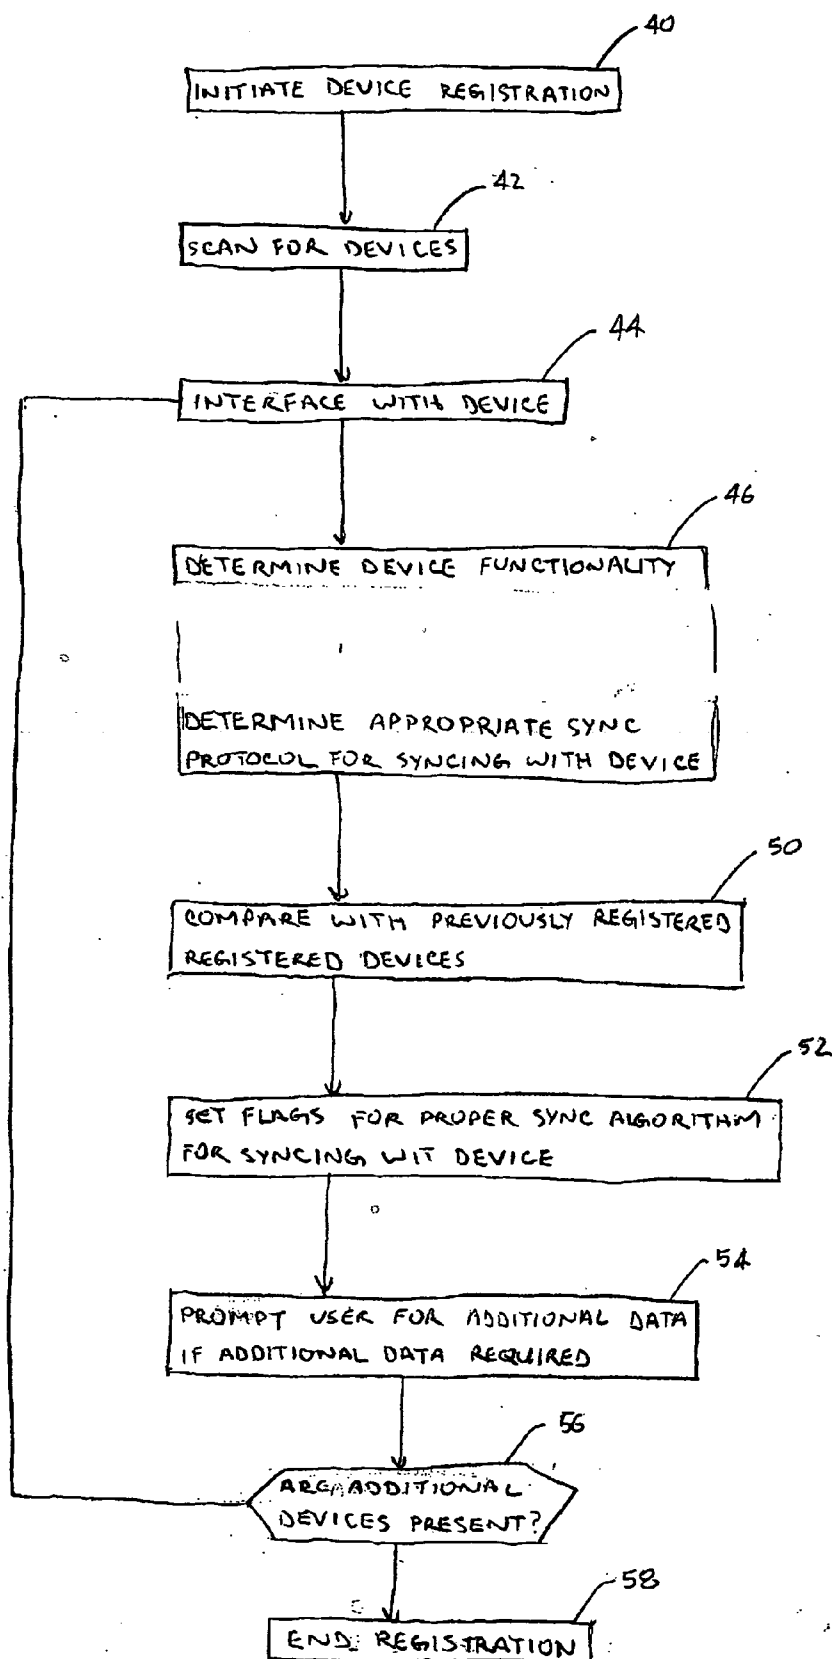 40
INITIATE DEVICE REGISTRATION
42
SCAN FOR DEVICES
44
INTERFACE WITH DEVICE
46
DETERMINE DEVICE FUNCTIONALITY
DETERMINE APPROPRIATE SYNC
PROTOCOL FOR SYNCING WITH DEVICE
50
COMPARE WITH PREVIOUSLY REGISTERED
REGISTERED DEVICES
52
SET FLAGS FOR PROPER SYNC ALGORITHM
FOR SYNCING WIT DEVICE
54
PROMPT USER FOR ADDITIONAL DATA
IF ADDITIONAL DATA REQUIRED
56
ARE ADDITIONAL
DEVICES PRESENT?
58
END REGISTRATION